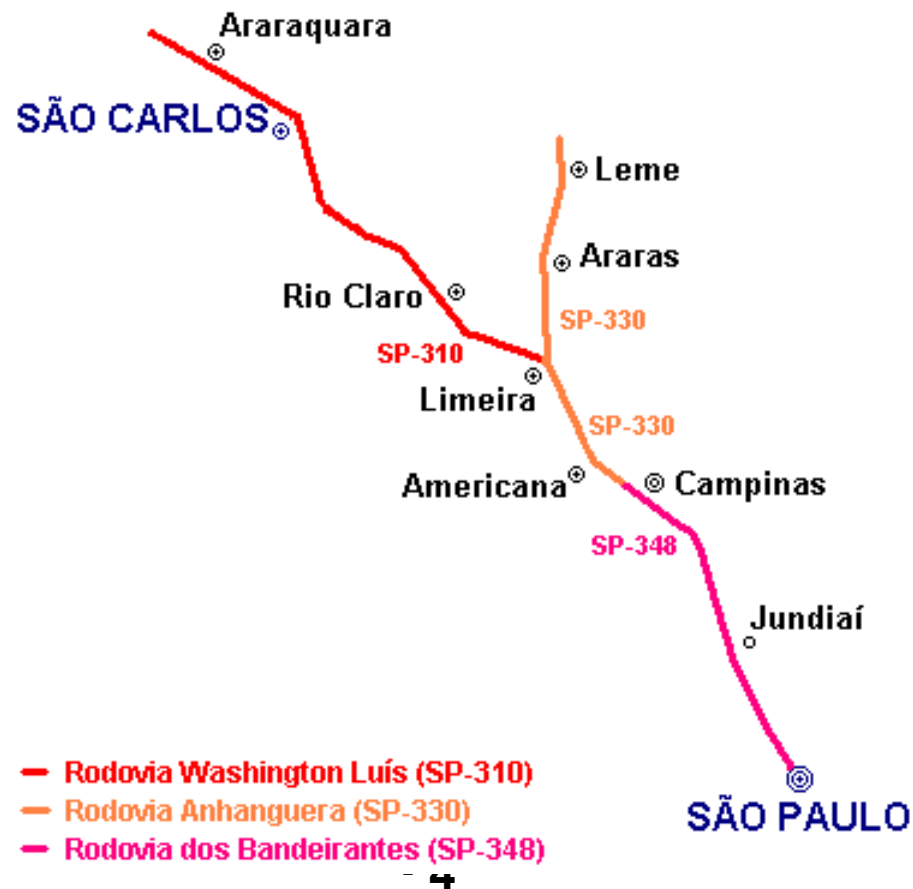 Araraquara
SÃO CARLOS
Leme
Araras
Rio Claro
SP-330
SP-310
Limeira
SP-330
Americana
Campinas
SP-348
Jundiaí
Rodovia Washington Luís (SP-310)
Rodovia Anhanguera (SP-330)
SÃO PAULO
Rodovia dos Bandeirantes (SP-348)